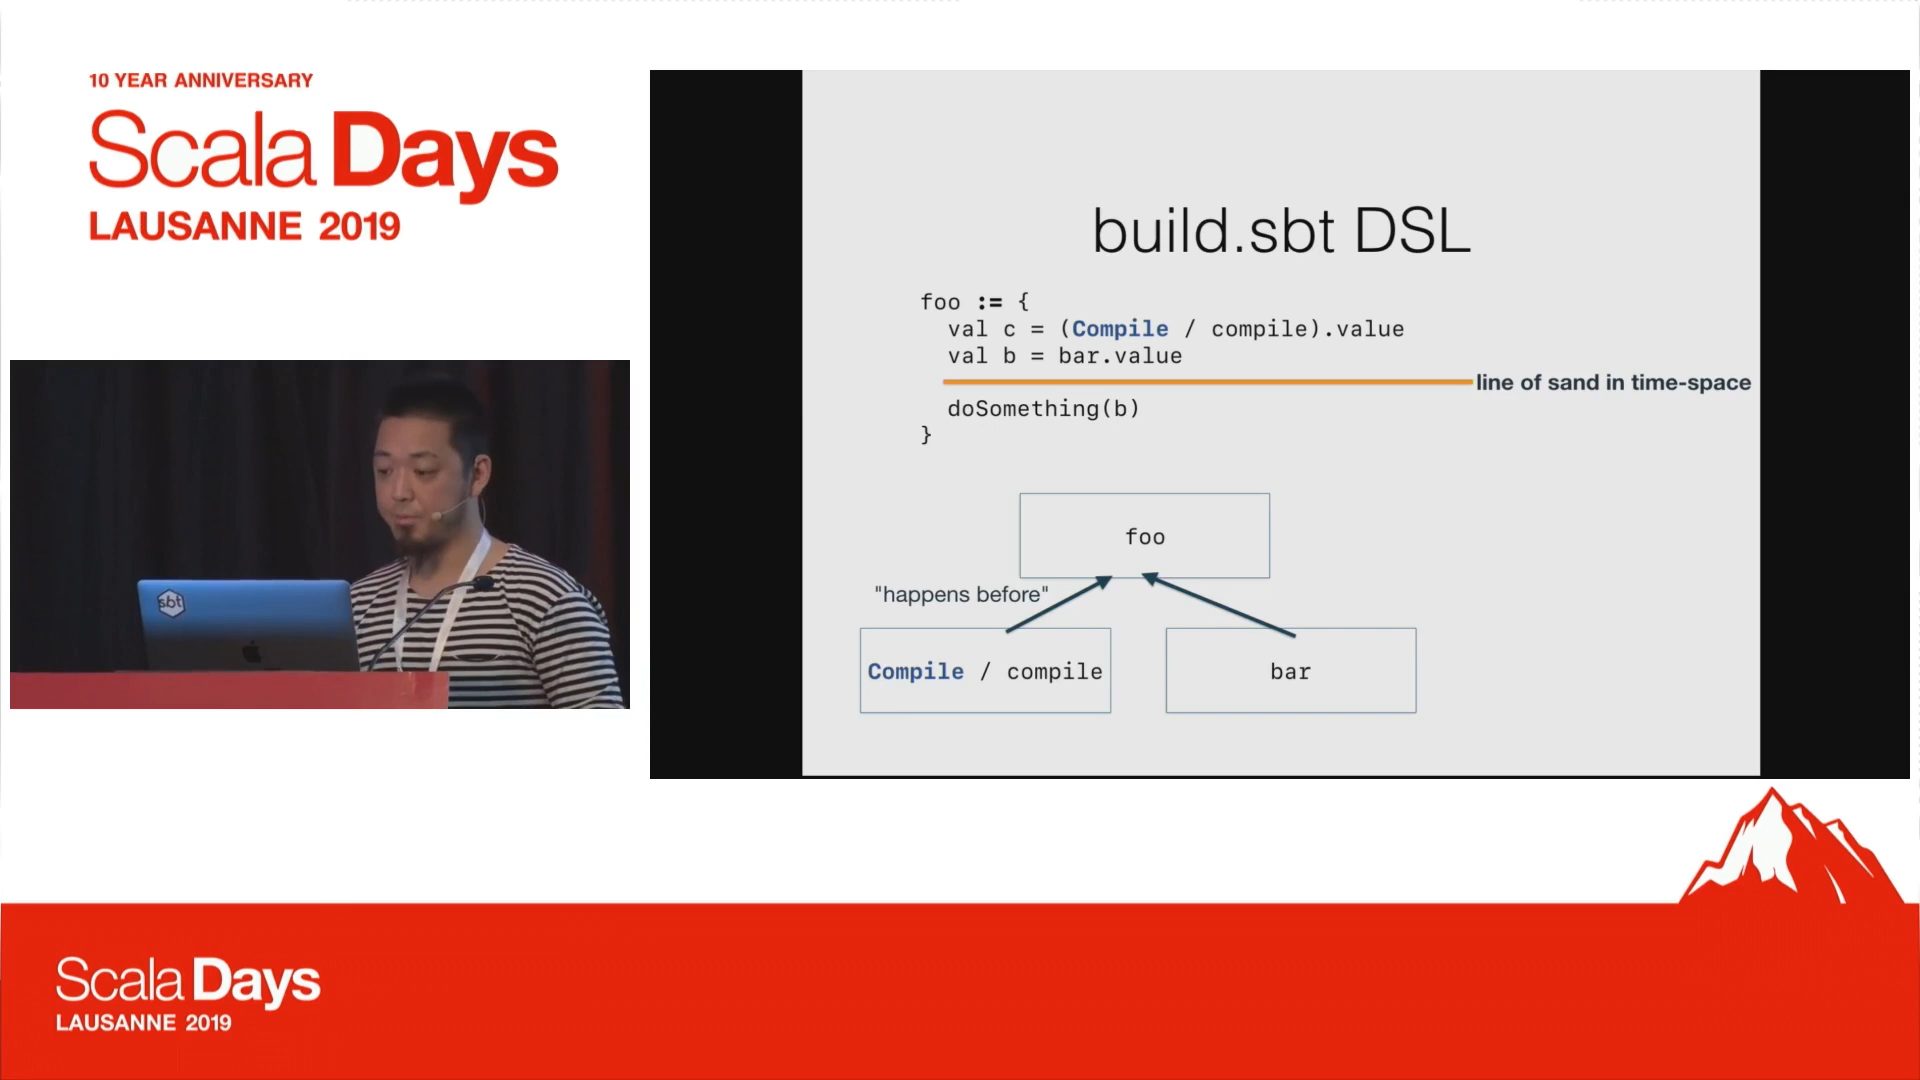 10 YEAR ANNIVERSARY
Scala Days
LAUSANNE 2019
build.sbt DSL
foo := {
val c = (Compile / compile).value
val b = bar.value
line of sand in time-space
doSomething(b)
}
foo
"happens before"
Compile / compile
bar
sbt
Scala Days
LAUSANNE 2019